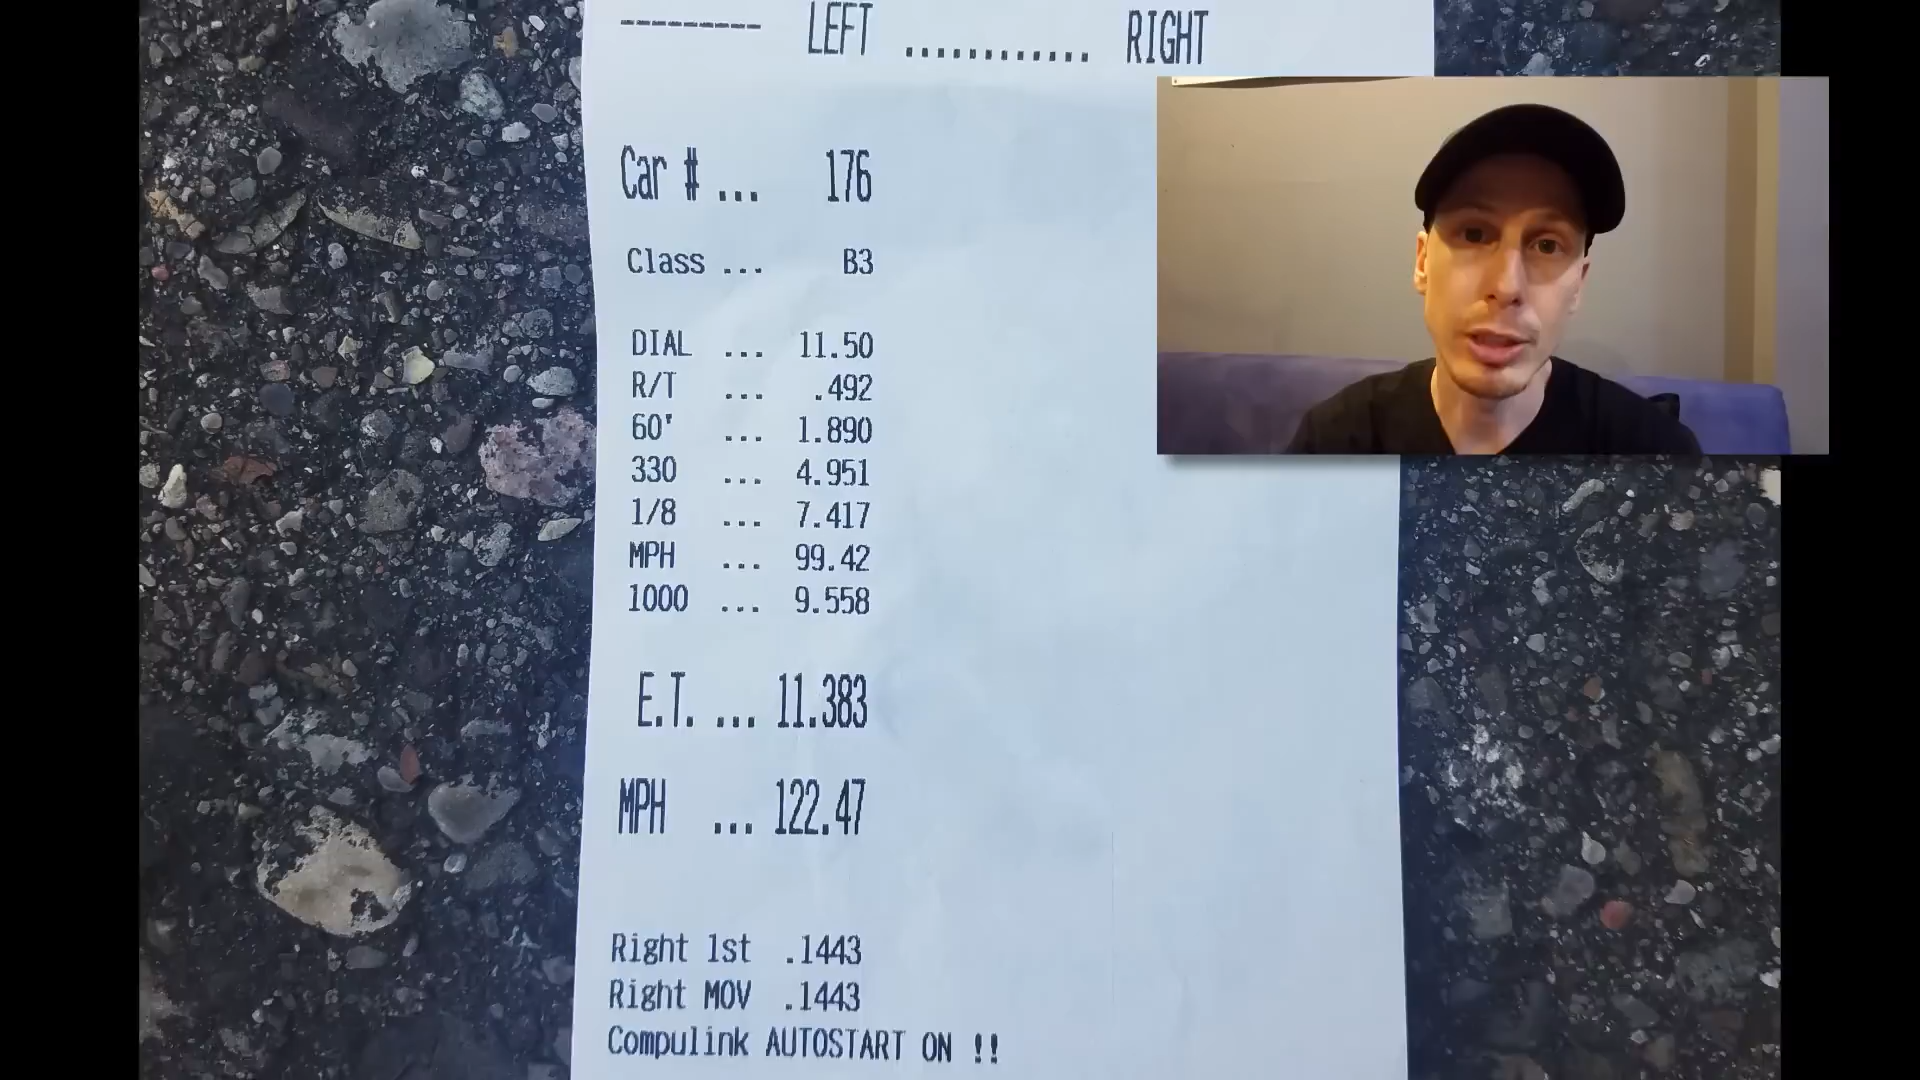 ------- LEFT ............ RIGHT
Car # ... 176
Class ... B3
DIAL ... 11.50
R/T ... .492
60' ... 1.890
330 ... 4.951
1/8 ... 7.417
MPH ... 99.42
1000 ... 9.558
E.T. ... 11.383
MPH ... 122.47
Right 1st .1443
Right MOV .1443
Compulink AUTOSTART ON !!